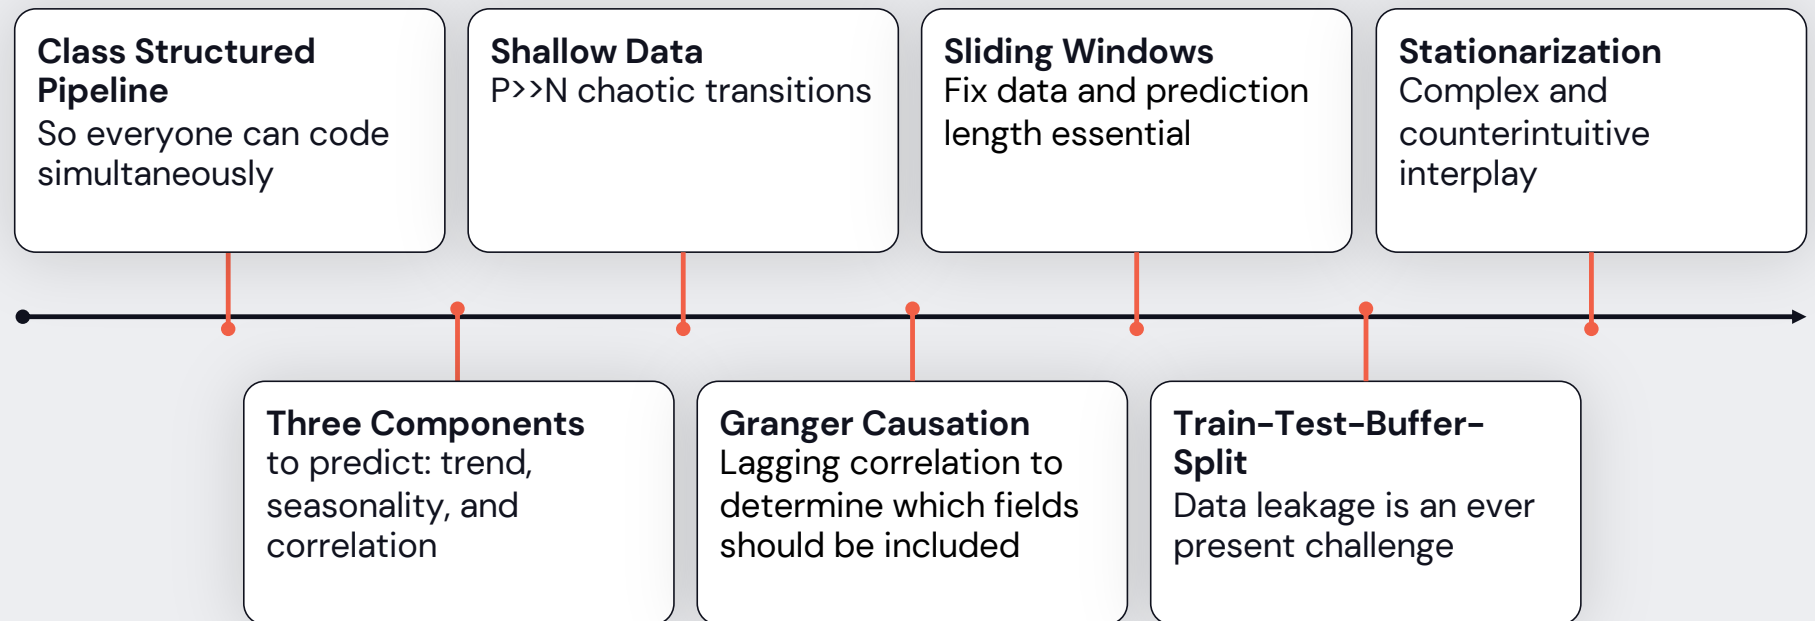 Class Structured
Pipeline
So everyone can code
simultaneously
Shallow Data
P>>N chaotic transitions
Sliding Windows
Fix data and prediction
length essential
Stationarization
Complex and
counterintuitive
interplay
Three Components
to predict: trend,
seasonality, and
correlation
Granger Causation
Lagging correlation to
determine which fields
should be included
Train-Test-Buffer-
Split
Data leakage is an ever
present challenge